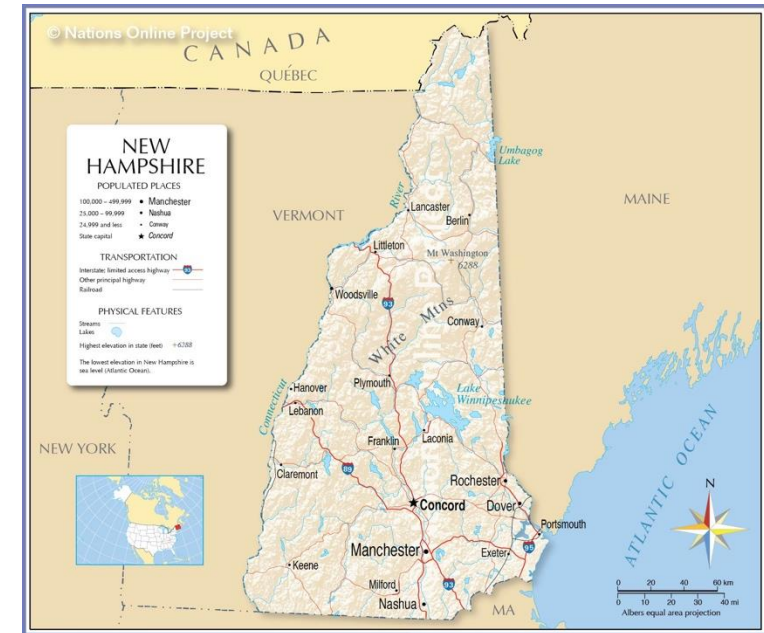 © Nations Online Project
CANADA
QUÉBEC
NEW
HAMPSHIRE
POPULATED PLACES
100,000 – 499,999 • Manchester
25,000 – 99,999 • Nashua
24,999 and less • Conway
State capital ★ Concord
TRANSPORTATION
Interstate; limited access highway
Other principal highway
Railroad
PHYSICAL FEATURES
Streams
Lakes
Highest elevation in state (feet) +6288
The lowest elevation in New Hampshire is
sea level (Atlantic Ocean).
Umbagog
Lake
MAINE
VERMONT
River
Lancaster
Berlin
Littleton
Mt Washington
6288
Woodsville
93
White Mtns
Conway
Hanover
Plymouth
Lake
Winnipesaukee
Connecticut
Lebanon
NEW YORK
Franklin
Laconia
89
Claremont
Rochester
Concord
Dover
Portsmouth
ATLANTIC OCEAN
N
Manchester
Exeter
95
Keene
Milford
93
Nashua
MA
0 20 40 60 km
0 10 20 30 40 mi
Albers equal area projection